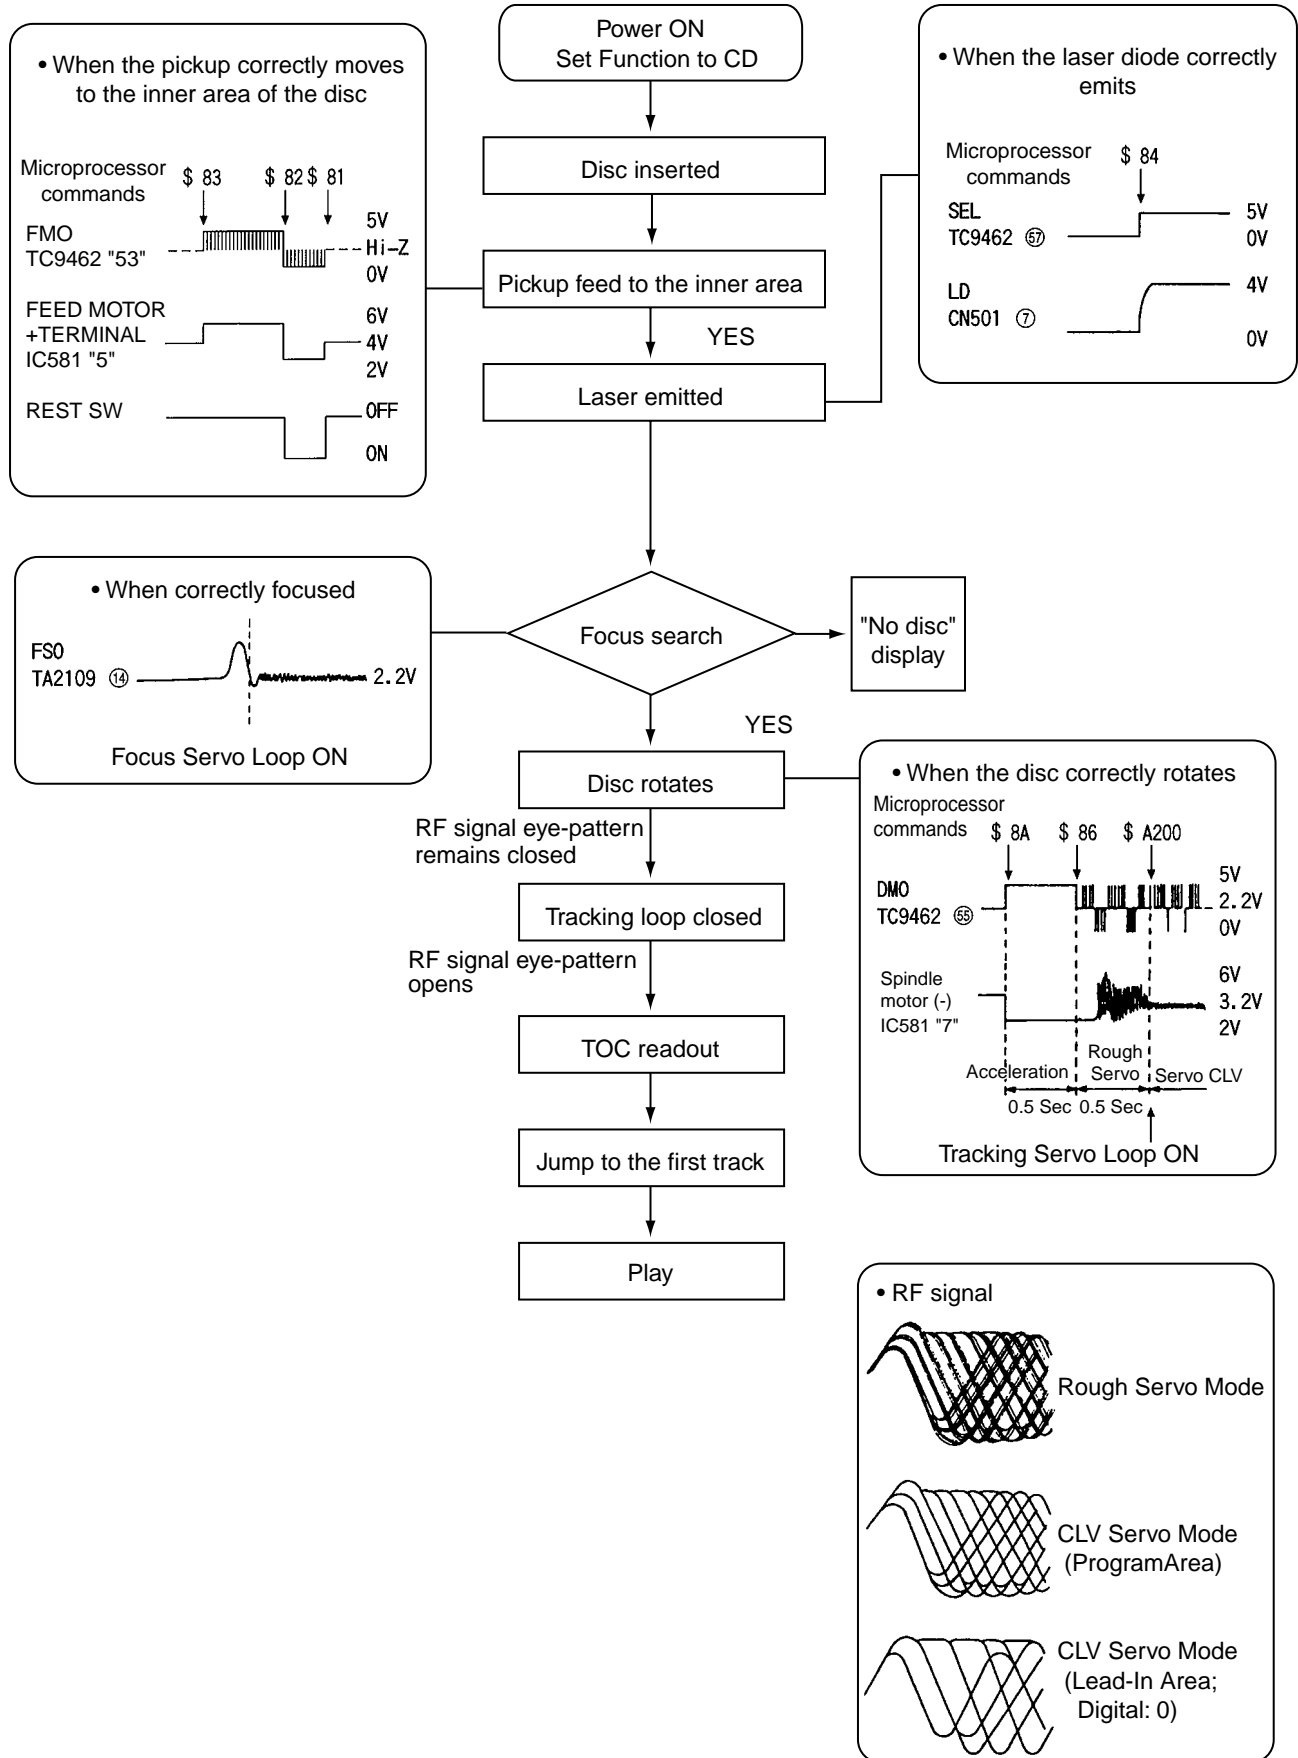 Power ON
Set Function to CD
• When the pickup correctly moves
to the inner area of the disc
Microprocessor
commands
$ 83
$ 82
$ 81
FMO
TC9462 "53"
5V
Hi-Z
0V
FEED MOTOR
+TERMINAL
IC581 "5"
6V
4V
2V
REST SW
OFF
ON
• When the laser diode correctly
emits
Microprocessor
commands
$ 84
SEL
TC9462 57
5V
0V
LD
CN501 7
4V
0V
Disc inserted
Pickup feed to the inner area
YES
Laser emitted
• When correctly focused
FSO
TA2109 14
2.2V
Focus Servo Loop ON
Focus search
"No disc"
display
YES
Disc rotates
RF signal eye-pattern
remains closed
Tracking loop closed
RF signal eye-pattern
opens
TOC readout
Jump to the first track
Play
• When the disc correctly rotates
Microprocessor
commands
$ 8A
$ 86
$ A200
DMO
TC9462 55
5V
2.2V
0V
Spindle
motor (-)
IC581 "7"
6V
3.2V
2V
Acceleration
Rough
Servo
Servo CLV
0.5 Sec
0.5 Sec
Tracking Servo Loop ON
• RF signal
Rough Servo Mode
CLV Servo Mode
(ProgramArea)
CLV Servo Mode
(Lead-In Area;
Digital: 0)